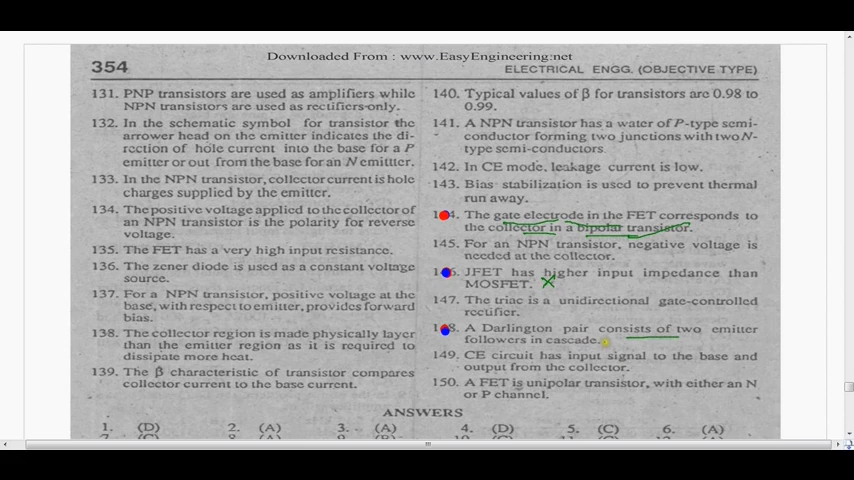 Downloaded From : www.EasyEngineering.net
354
ELECTRICAL ENGG. (OBJECTIVE TYPE)
131. PNP transistors are used as amplifiers while
NPN transistors are used as rectifiers only.
132. In the schematic symbol for transistor the
arrower head on the emitter indicates the di-
rection of hole current into the base for a P
emitter or out from the base for an N emittter.
133. In the NPN transistor, collector current is hole
charges supplied by the emitter.
134. The positive voltage applied to the collector of
an NPN transistor is the polarity for reverse
voltage.
135. The FET has a very high input resistance.
136. The zener diode is used as a constant voltage
source.
137. For a NPN transistor, positive voltage at the
base, with respect to emitter, provides forward
bias.
138. The collector region is made physically layer
than the emitter region as it is required to
dissipate more heat.
139. The β characteristic of transistor compares
collector current to the base current.
140. Typical values of β for transistors are 0.98 to
0.99.
141. A NPN transistor has a water of P-type semi-
conductor forming two junctions with two N-
type semi-conductors.
142. In CE mode, leakage current is low.
143. Bias stabilization is used to prevent thermal
run away.
The gate electrode in the FET corresponds to
the collector in a bipolar transistor.
145. For an NPN transistor, negative voltage is
needed at the collector.
JFET has higher input impedance than
MOSFET.
147. The triac is a unidirectional gate-controlled
rectifier.
A Darlington pair consists of two emitter
followers in cascade.
149. CE circuit has input signal to the base and
output from the collector.
150. A FET is unipolar transistor, with either an N
or P channel.
ANSWERS
1. (D) 2. (A) 3. (A) 4. (D) 5. (C) 6. (A)